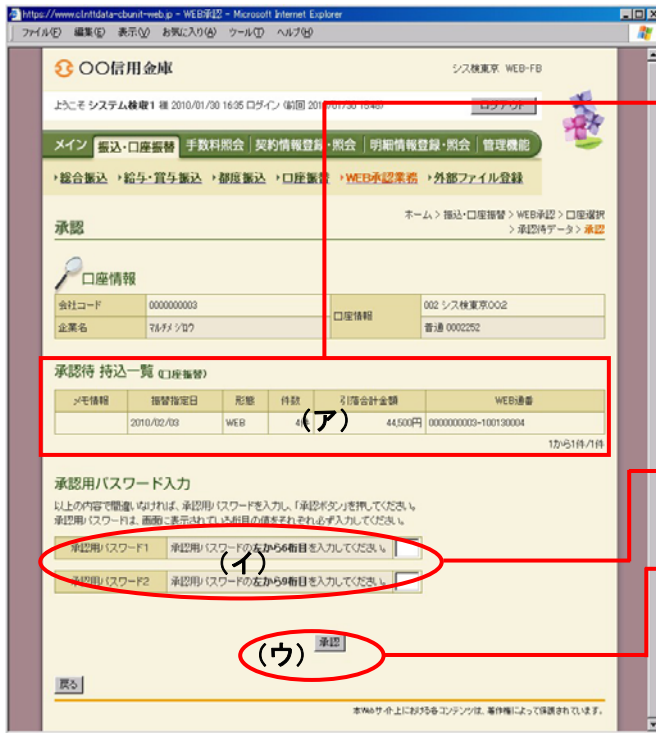 https://www.clnttdata-cbunit-web.jp - WEB承認 - Microsoft Internet Explorer
ファイル(F) 編集(E) 表示(V) お気に入り(A) ツール(T) ヘルプ(H)
〇〇信用金庫
シス検東京 WEB-FB
ようこそ システム検収1 様 2010/01/30 16:35 ログイン (前回 2010/01/30
ログアウト
メイン 振込・口座振替 手数料照会 契約情報登録・照会 明細情報登録・照会 管理機能
総合振込 給与・賞与振込 都度振込 口座振替 WEB承認業務 外部ファイル登録
承認
ホーム > 振込・口座振替 > WEB承認 > 口座選択
> 承認待データ > 承認
口座情報
会社コード 0000000003 口座情報 002 シス検東京002
企業名 マルチメ ジロウ 普通 0002252
承認待 持込一覧 (口座振替)
メモ情報 振替指定日 形態 件数 引落合計金額 WEB通番
2010/02/03 WEB 4件 44,500円 0000000003-100130004
(ア)
1から1件/1件
承認用パスワード入力
以上の内容で間違いなければ、承認用パスワードを入力し、「承認ボタン」を押してください。
承認用パスワードは、画面に表示されている桁目の値をそれぞれ必ず入力してください。
承認用パスワード1 承認用パスワードの左から6桁目を入力してください。
(イ)
承認用パスワード2 承認用パスワードの左から9桁目を入力してください。
(ウ) 承認
戻る
本Webサイト上における各コンテンツは、著作権によって保護されています。